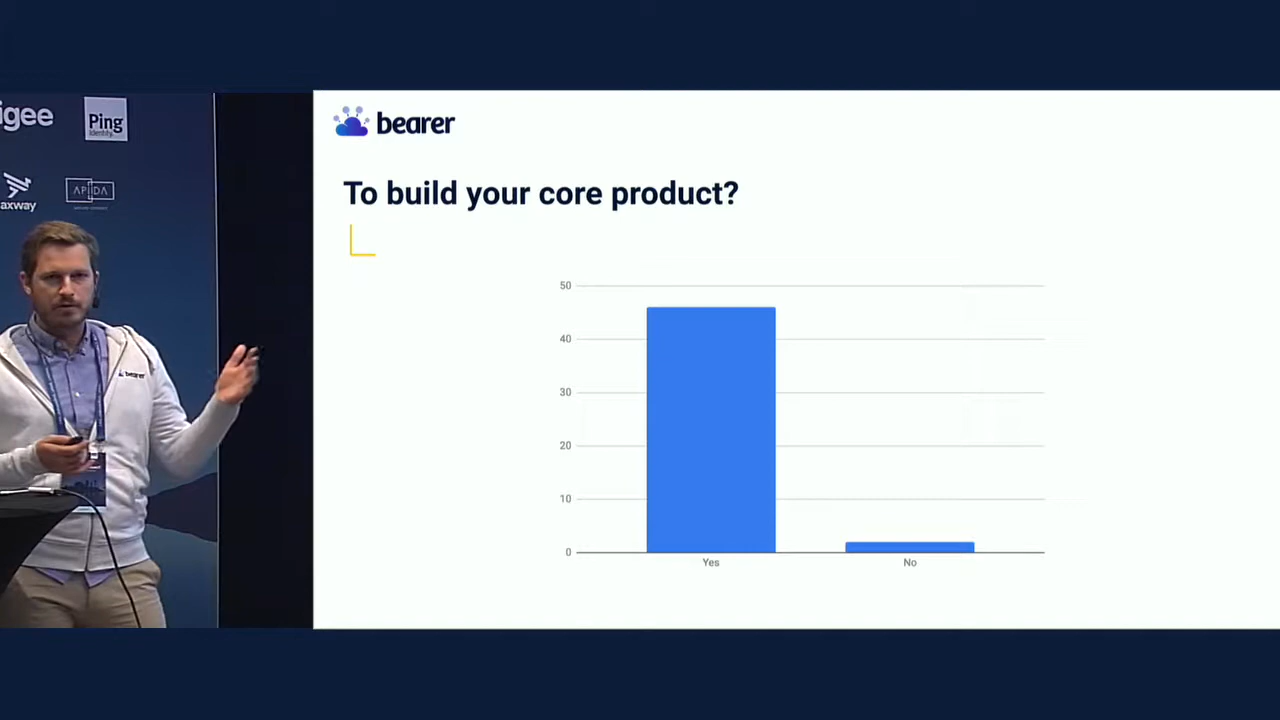 igee
Ping
Identity.
axway
APIDA
bearer
bearer
To build your core product?
50
40
30
20
10
0
Yes
No